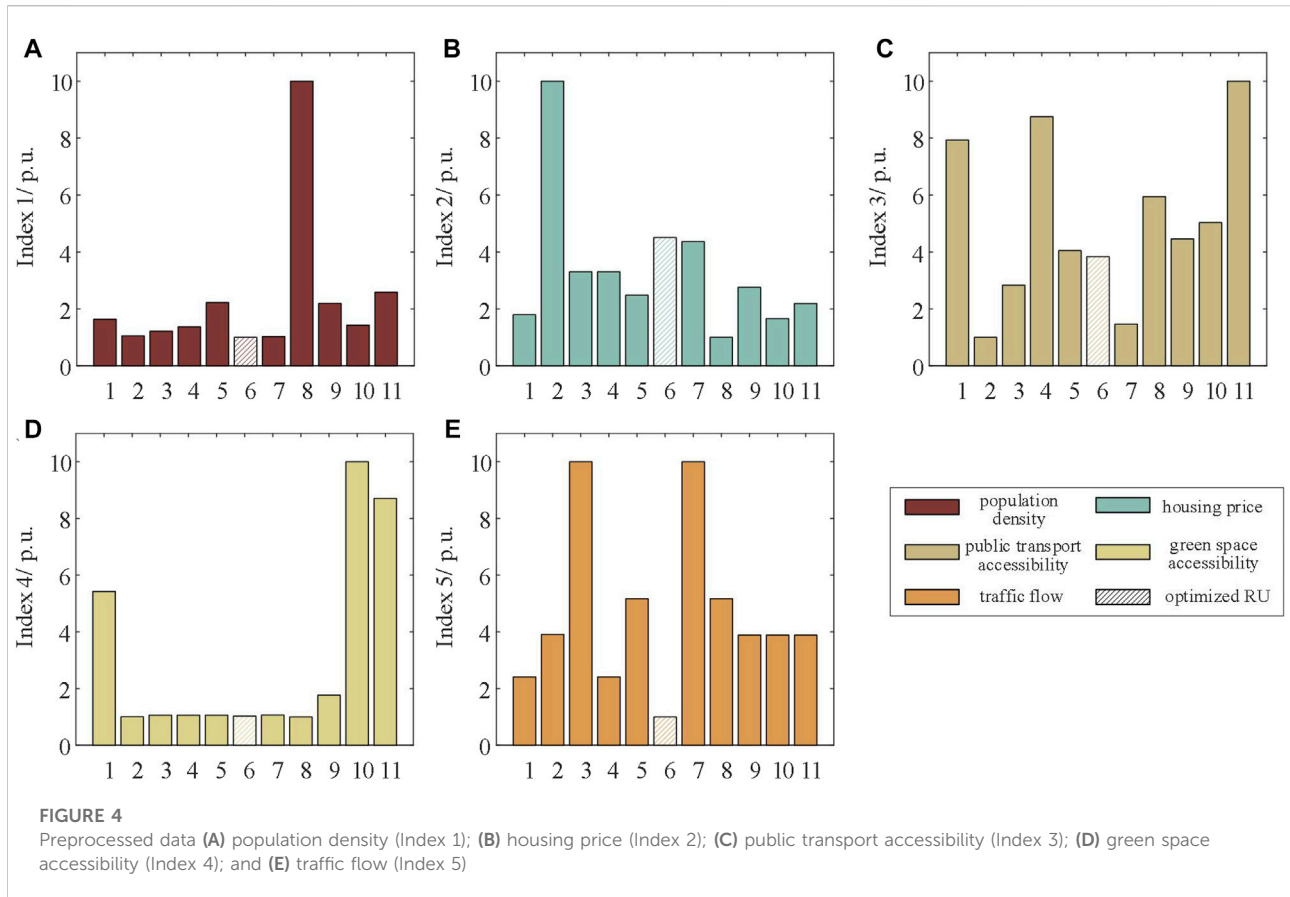 A
B
C
10
8
6
4
2
0
Index 1/ p.u.
1 2 3 4 5 6 7 8 9 10 11
10
8
6
4
2
0
Index 2/ p.u.
1 2 3 4 5 6 7 8 9 10 11
10
8
6
4
2
0
Index 3/ p.u.
1 2 3 4 5 6 7 8 9 10 11
D
E
10
8
6
4
2
0
Index 4/ p.u.
1 2 3 4 5 6 7 8 9 10 11
10
8
6
4
2
0
Index 5/ p.u.
1 2 3 4 5 6 7 8 9 10 11
population
density
housing price
public transport
accessibility
green space
accessibility
traffic flow
optimized RU
FIGURE 4
Preprocessed data (A) population density (Index 1); (B) housing price (Index 2); (C) public transport accessibility (Index 3); (D) green space
accessibility (Index 4); and (E) traffic flow (Index 5)